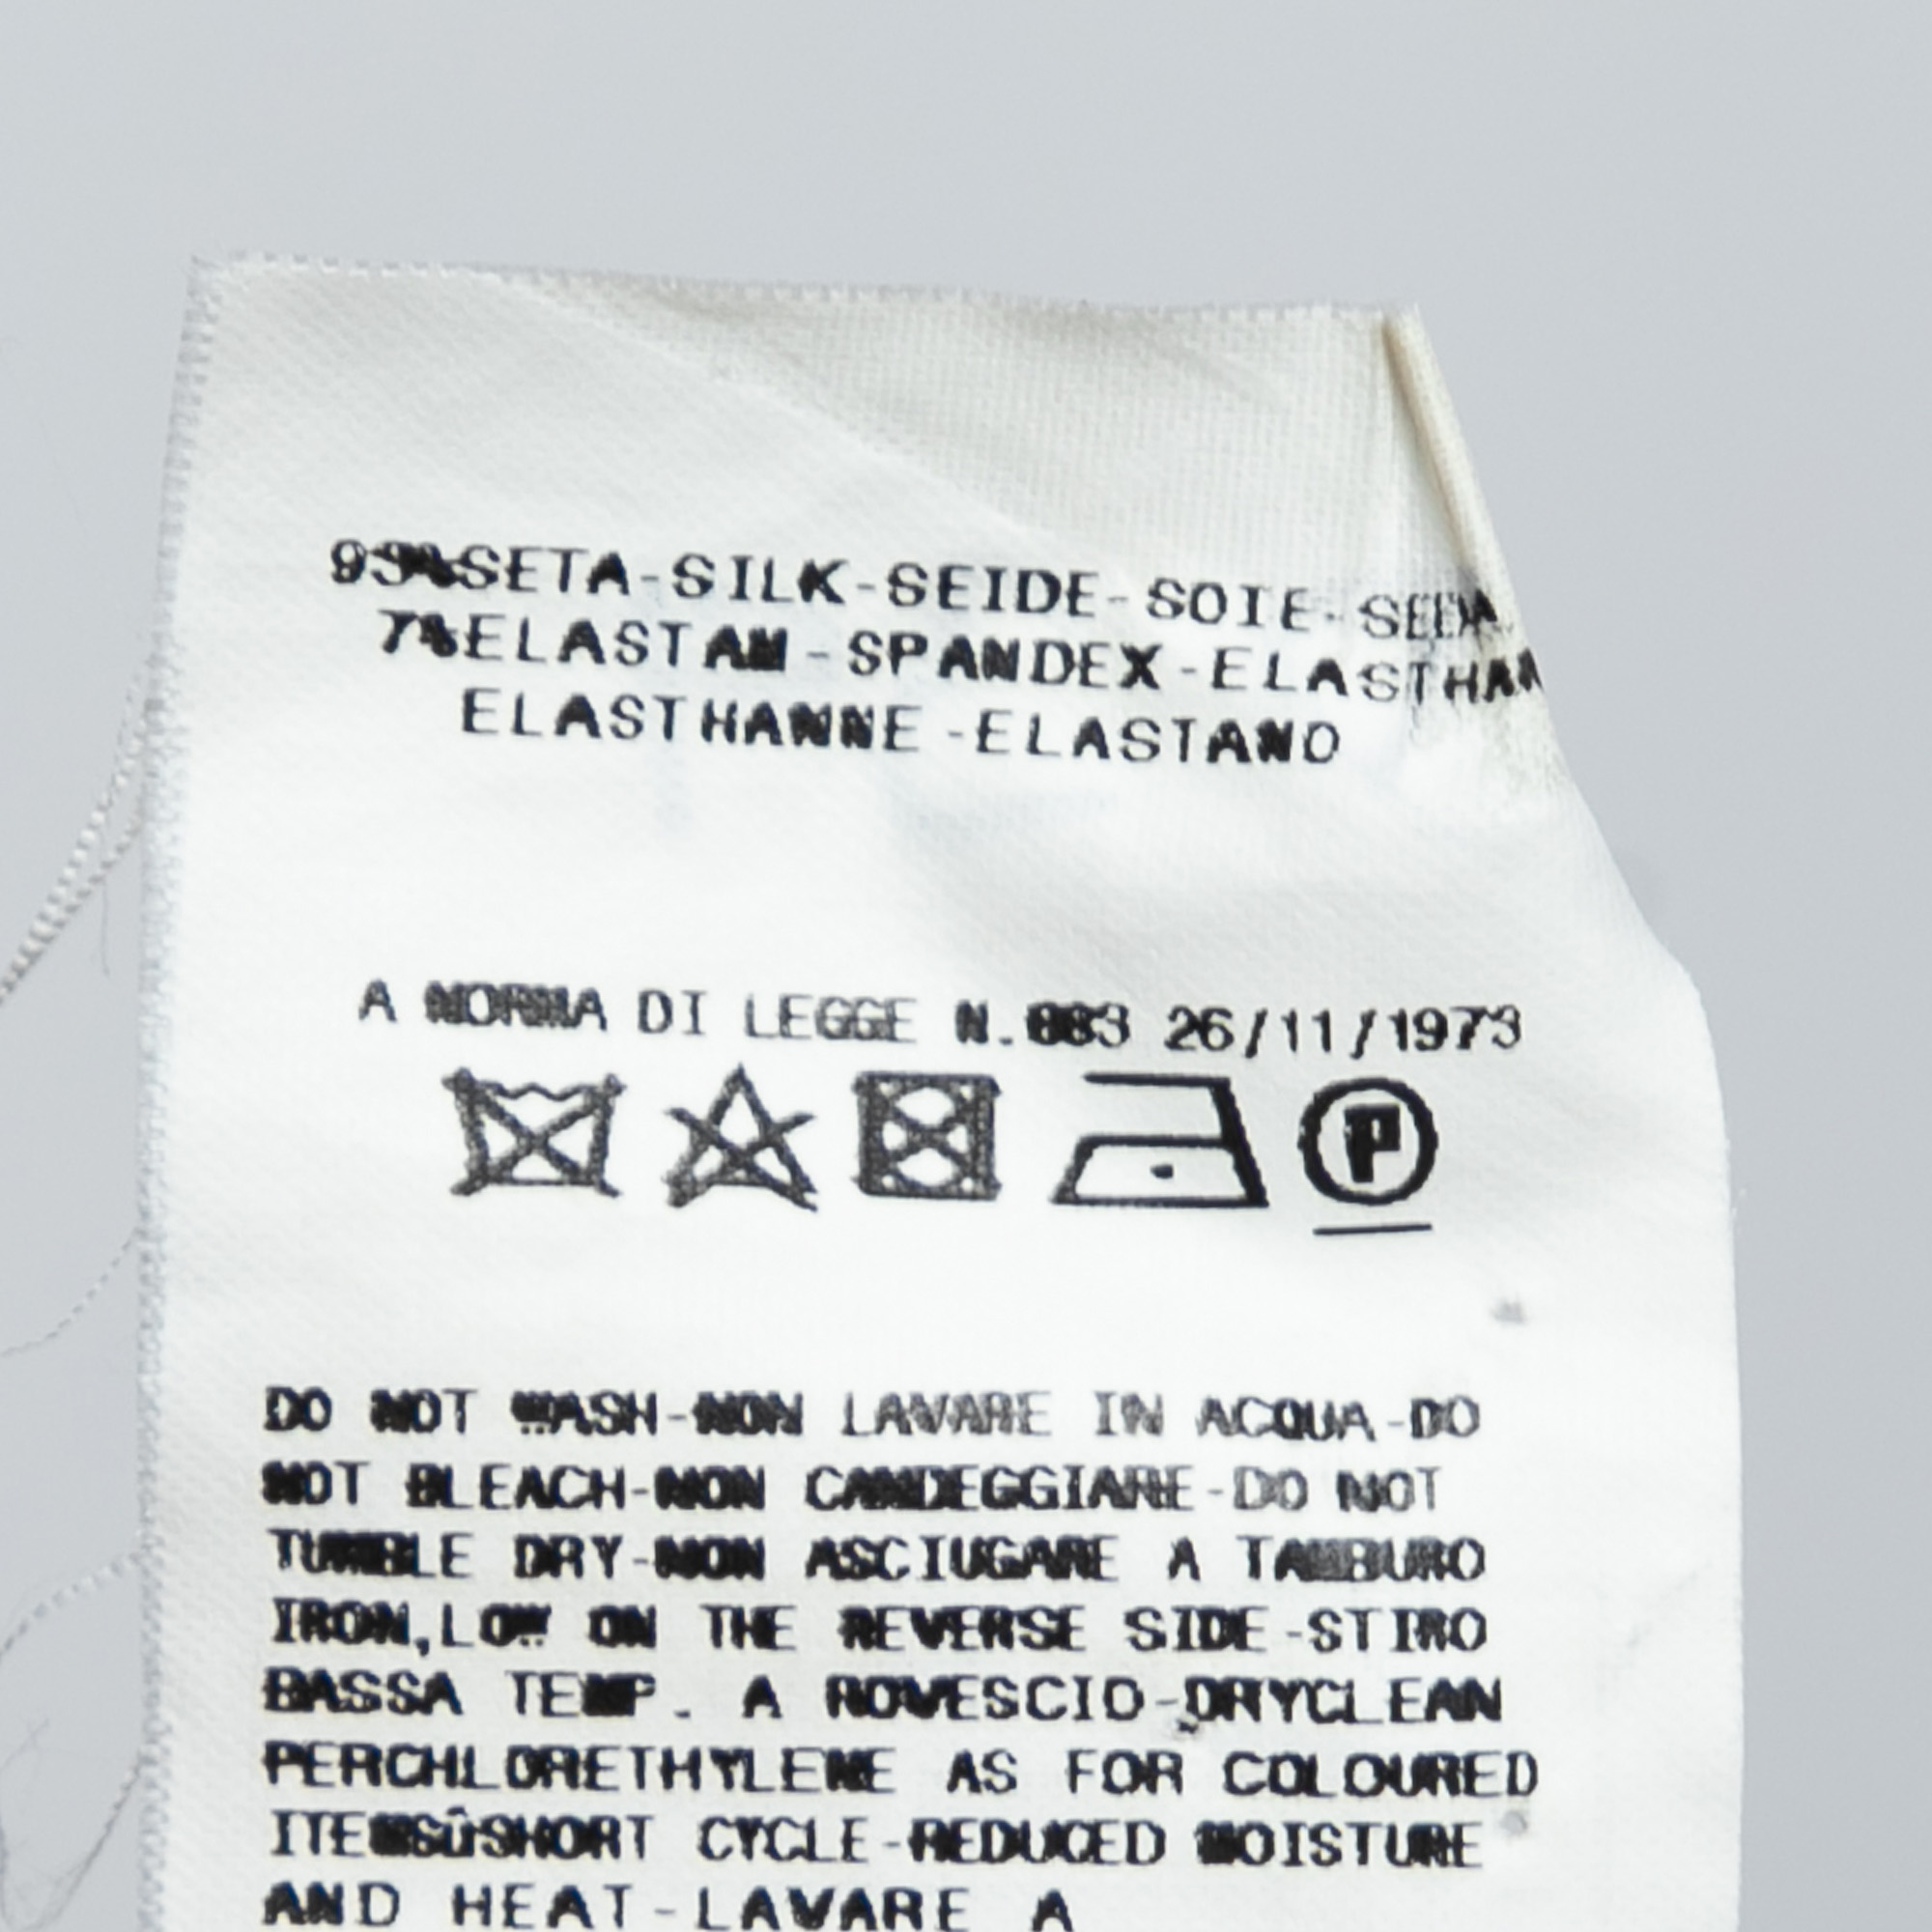 93%SETA-SILK-SEIDE-SOIE-SEDA
7%ELASTAM-SPANDEX-ELASTHAN
ELASTHANNE-ELASTANO
A NORMA DI LEGGE N.883 26/11/1973
P
DO NOT WASH-NON LAVARE IN ACQUA-DO
NOT BLEACH-NON CANDEGGIARE-DO NOT
TUMBLE DRY-NON ASCIUGARE A TAMBURO
IRON,LOW ON THE REVERSE SIDE-STIRO
BASSA TEMP. A ROVESCIO-DRYCLEAN
PERCHLORETHYLENE AS FOR COLOURED
ITEMSÛSHORT CYCLE-REDUCED MOISTURE
AND HEAT-LAVARE A